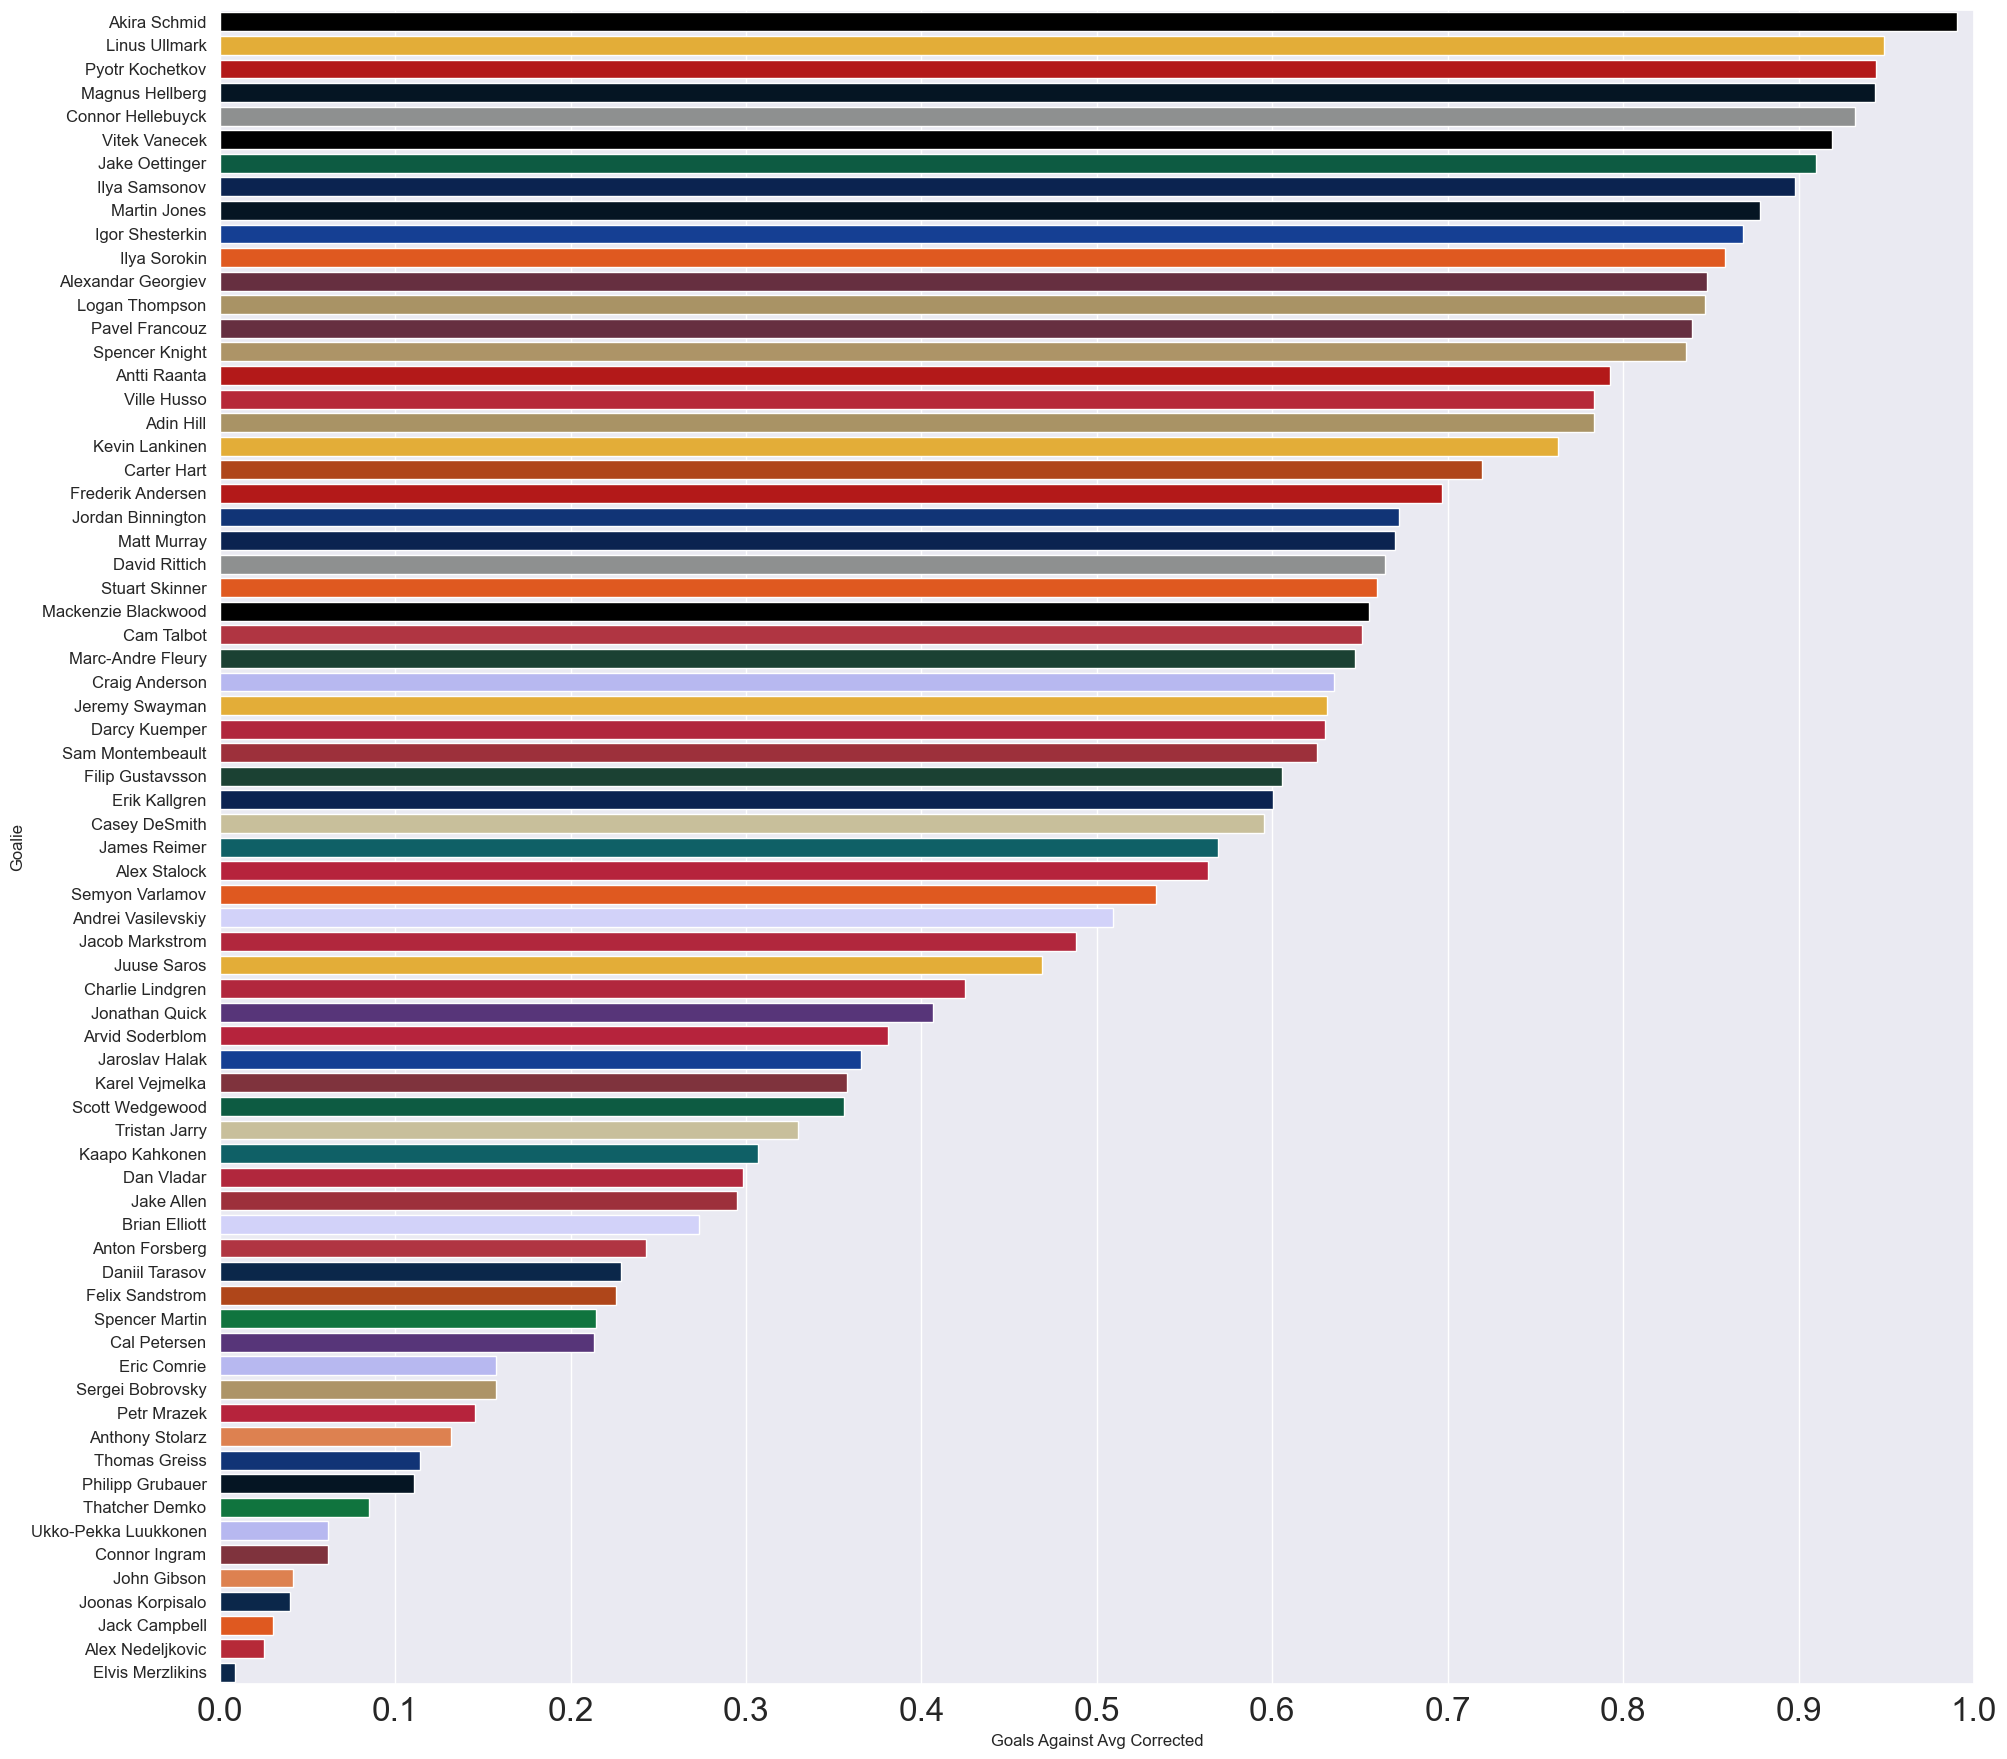 Akira Schmid
Linus Ullmark
Pyotr Kochetkov
Magnus Hellberg
Connor Hellebuyck
Vitek Vanecek
Jake Oettinger
Ilya Samsonov
Martin Jones
Igor Shesterkin
Ilya Sorokin
Alexandar Georgiev
Logan Thompson
Pavel Francouz
Spencer Knight
Antti Raanta
Ville Husso
Adin Hill
Kevin Lankinen
Carter Hart
Frederik Andersen
Jordan Binnington
Matt Murray
David Rittich
Stuart Skinner
Mackenzie Blackwood
Cam Talbot
Marc-Andre Fleury
Craig Anderson
Jeremy Swayman
Darcy Kuemper
Sam Montembeault
Filip Gustavsson
Erik Kallgren
Casey DeSmith
James Reimer
Alex Stalock
Semyon Varlamov
Andrei Vasilevskiy
Jacob Markstrom
Juuse Saros
Charlie Lindgren
Jonathan Quick
Arvid Soderblom
Jaroslav Halak
Karel Vejmelka
Scott Wedgewood
Tristan Jarry
Kaapo Kahkonen
Dan Vladar
Jake Allen
Brian Elliott
Anton Forsberg
Daniil Tarasov
Felix Sandstrom
Spencer Martin
Cal Petersen
Eric Comrie
Sergei Bobrovsky
Petr Mrazek
Anthony Stolarz
Thomas Greiss
Philipp Grubauer
Thatcher Demko
Ukko-Pekka Luukkonen
Connor Ingram
John Gibson
Joonas Korpisalo
Jack Campbell
Alex Nedeljkovic
Elvis Merzlikins
Goalie
0.0 0.1 0.2 0.3 0.4 0.5 0.6 0.7 0.8 0.9 1.0
Goals Against Avg Corrected